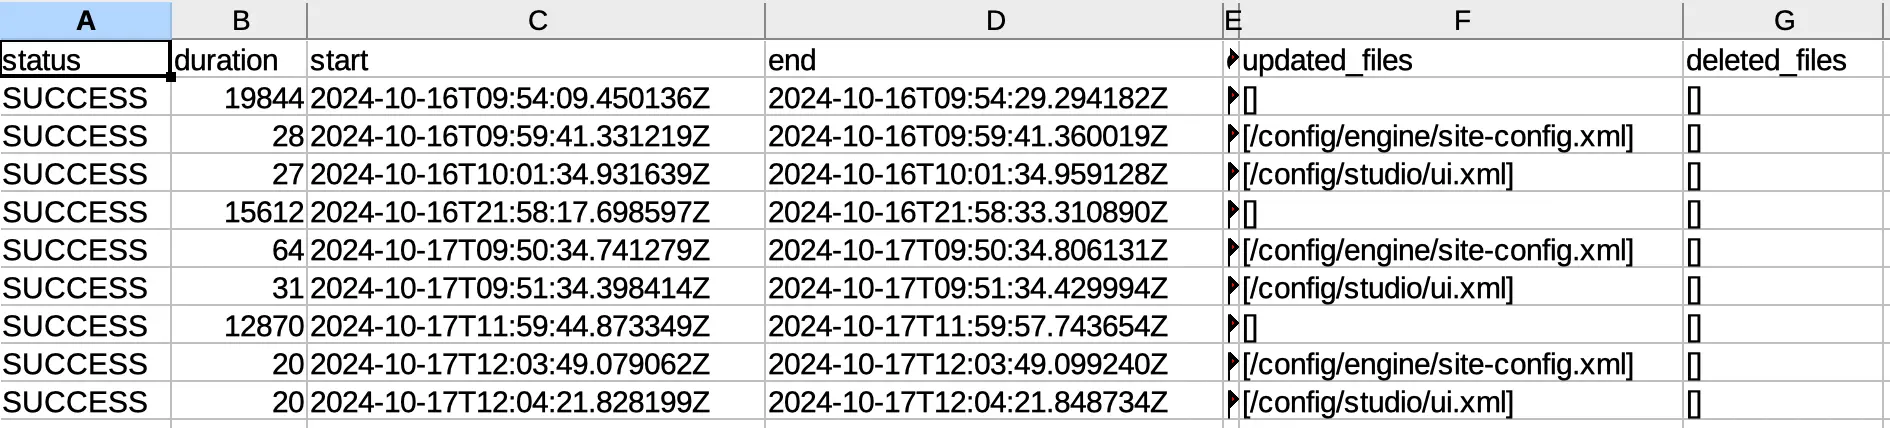 A B C D E F G
status duration start end updated_files deleted_files
SUCCESS 19844 2024-10-16T09:54:09.450136Z 2024-10-16T09:54:29.294182Z [] []
SUCCESS 28 2024-10-16T09:59:41.331219Z 2024-10-16T09:59:41.360019Z [/config/engine/site-config.xml] []
SUCCESS 27 2024-10-16T10:01:34.931639Z 2024-10-16T10:01:34.959128Z [/config/studio/ui.xml] []
SUCCESS 15612 2024-10-16T21:58:17.698597Z 2024-10-16T21:58:33.310890Z [] []
SUCCESS 64 2024-10-17T09:50:34.741279Z 2024-10-17T09:50:34.806131Z [/config/engine/site-config.xml] []
SUCCESS 31 2024-10-17T09:51:34.398414Z 2024-10-17T09:51:34.429994Z [/config/studio/ui.xml] []
SUCCESS 12870 2024-10-17T11:59:44.873349Z 2024-10-17T11:59:57.743654Z [] []
SUCCESS 20 2024-10-17T12:03:49.079062Z 2024-10-17T12:03:49.099240Z [/config/engine/site-config.xml] []
SUCCESS 20 2024-10-17T12:04:21.828199Z 2024-10-17T12:04:21.848734Z [/config/studio/ui.xml] []